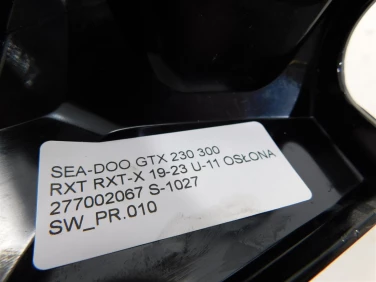 SEA-DOO GTX 230 300
RXT RXT-X 19-23 U-11 OSŁONA
277002067 S-1027
SW_PR.010